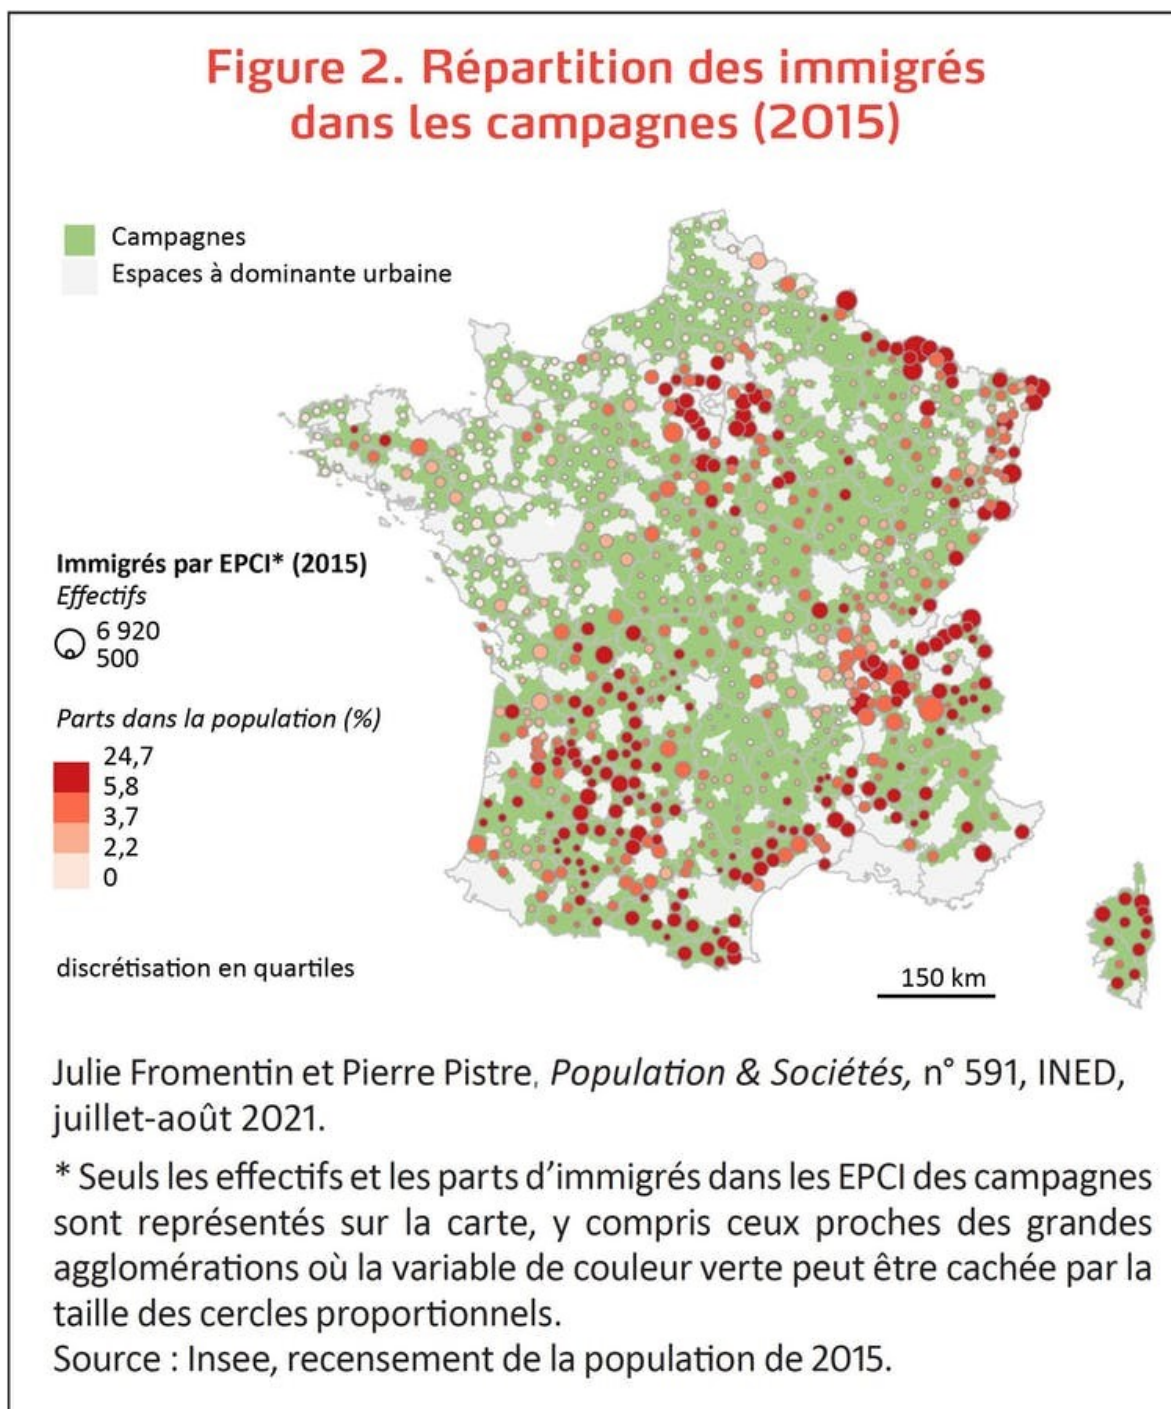 Figure 2. Répartition des immigrés
dans les campagnes (2015)
Campagnes
Espaces à dominante urbaine
Immigrés par EPCI* (2015)
Effectifs
6 920
500
Parts dans la population (%)
24,7
5,8
3,7
2,2
0
discrétisation en quartiles
150 km
Julie Fromentin et Pierre Pistre, Population & Sociétés, n° 591, INED,
juillet-août 2021.
* Seuls les effectifs et les parts d’immigrés dans les EPCI des campagnes
sont représentés sur la carte, y compris ceux proches des grandes
agglomérations où la variable de couleur verte peut être cachée par la
taille des cercles proportionnels.
Source : Insee, recensement de la population de 2015.